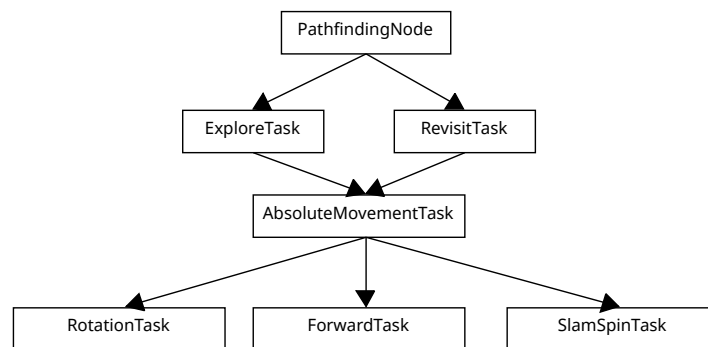 PathfindingNode
ExploreTask
RevisitTask
AbsoluteMovementTask
RotationTask
ForwardTask
SlamSpinTask